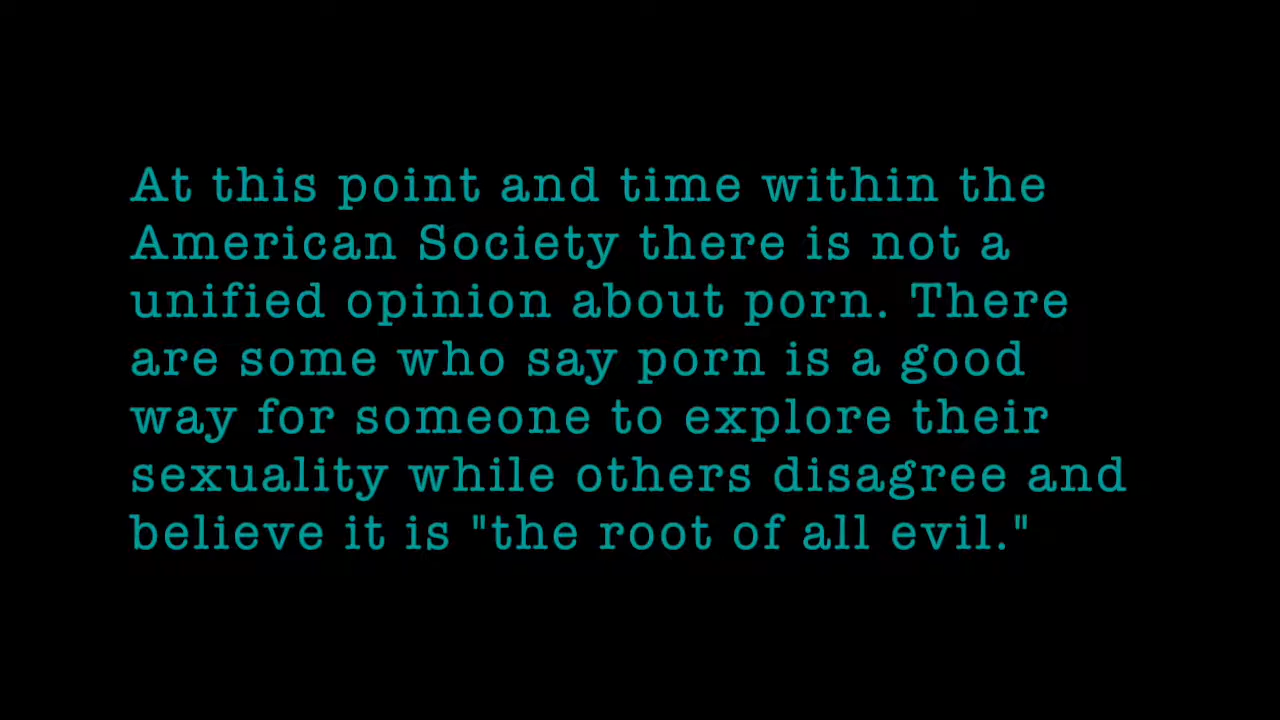 At this point and time within the
American Society there is not a
unified opinion about porn. There
are some who say porn is a good
way for someone to explore their
sexuality while others disagree and
believe it is "the root of all evil."